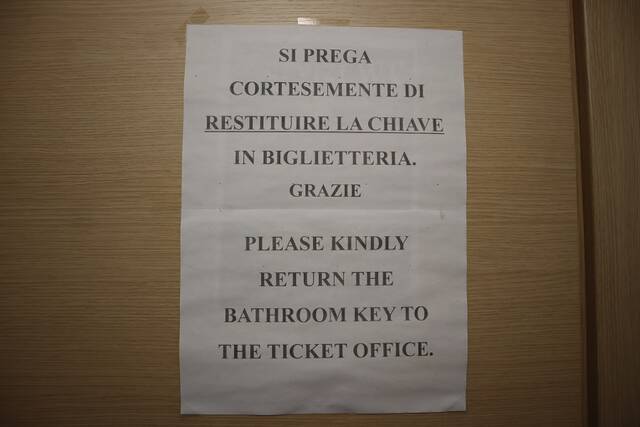 SI PREGA
CORTESEMENTE DI
RESTITUIRE LA CHIAVE
IN BIGLIETTERIA.
GRAZIE
PLEASE KINDLY
RETURN THE
BATHROOM KEY TO
THE TICKET OFFICE.